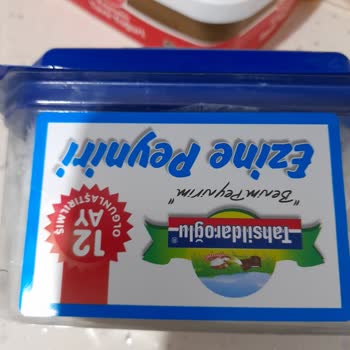 Tahsildaroğlu®
"Benim Peynirim"
Ezine Peyniri
12
AY
OLGUNLAŞTIRILMIŞ